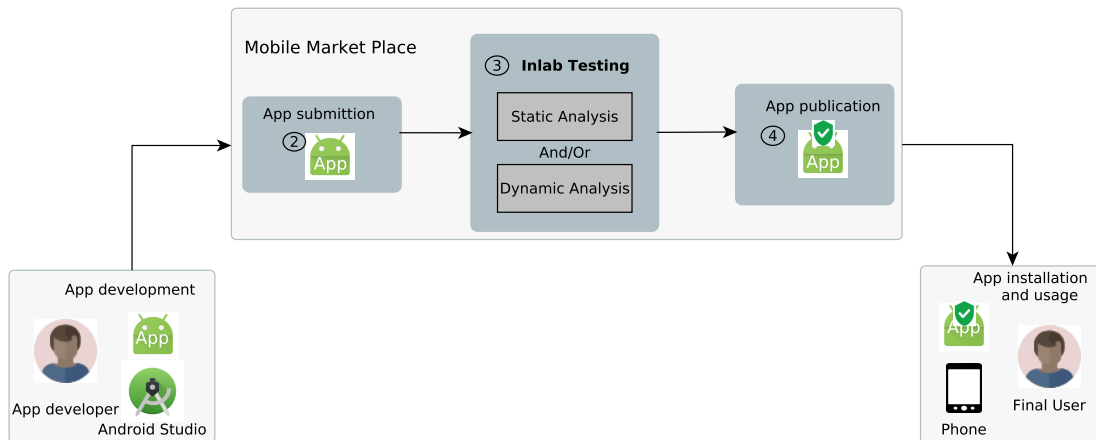 Mobile Market Place
App submittion
2
App
3 Inlab Testing
Static Analysis
And/Or
Dynamic Analysis
App publication
4
App
App development
App
App developer
Android Studio
App installation
and usage
App
Phone
Final User